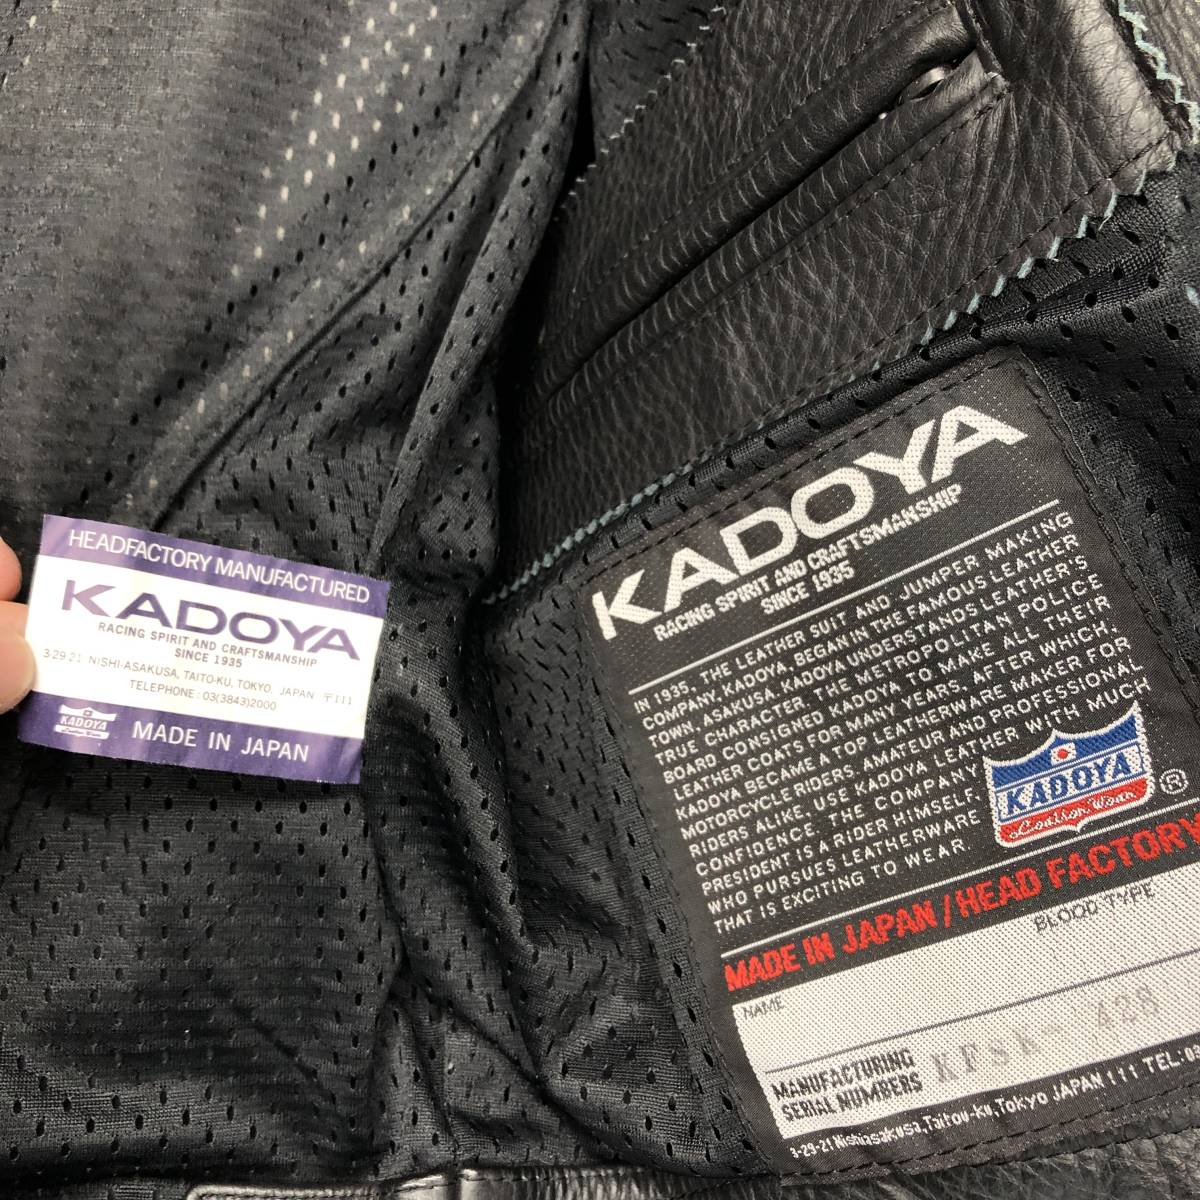 HEADFACTORY MANUFACTURED
KADOYA
RACING SPIRIT AND CRAFTSMANSHIP
SINCE 1935
3-29-21 NISHI-ASAKUSA, TAITO-KU, TOKYO, JAPAN 〒111
TELEPHONE : 03(3843)2000
KADOYA
MADE IN JAPAN
KADOYA
RACING SPIRIT AND CRAFTSMANSHIP
SINCE 1935
IN 1935, THE LEATHER SUIT AND JUMPER MAKING
COMPANY, KADOYA, BEGAN IN THE FAMOUS LEATHER
TOWN, ASAKUSA, KADOYA UNDERSTANDS LEATHER'S
TRUE CHARACTER. THE METROPOLITAN POLICE
BOARD CONSIGNED KADOYA TO MAKE ALL THEIR
LEATHER COATS FOR MANY YEARS, AFTER WHICH,
KADOYA BECAME A TOP LEATHERWARE MAKER FOR
MOTORCYCLE RIDERS, AMATEUR AND PROFESSIONAL
RIDERS ALIKE, USE KADOYA LEATHER WITH MUCH
CONFIDENCE. THE COMPANY
PRESIDENT IS A RIDER HIMSELF,
WHO PURSUES LEATHERWARE
THAT IS EXCITING TO WEAR.
KADOYA
®
MADE IN JAPAN / HEAD FACTORY
BLOOD TYPE
NAME
MANUFACTURING
SERIAL NUMBERS
KFSK- 428
3-29-21 Nishiasakusa, Taitou-ku, Tokyo JAPAN 111 TEL:03